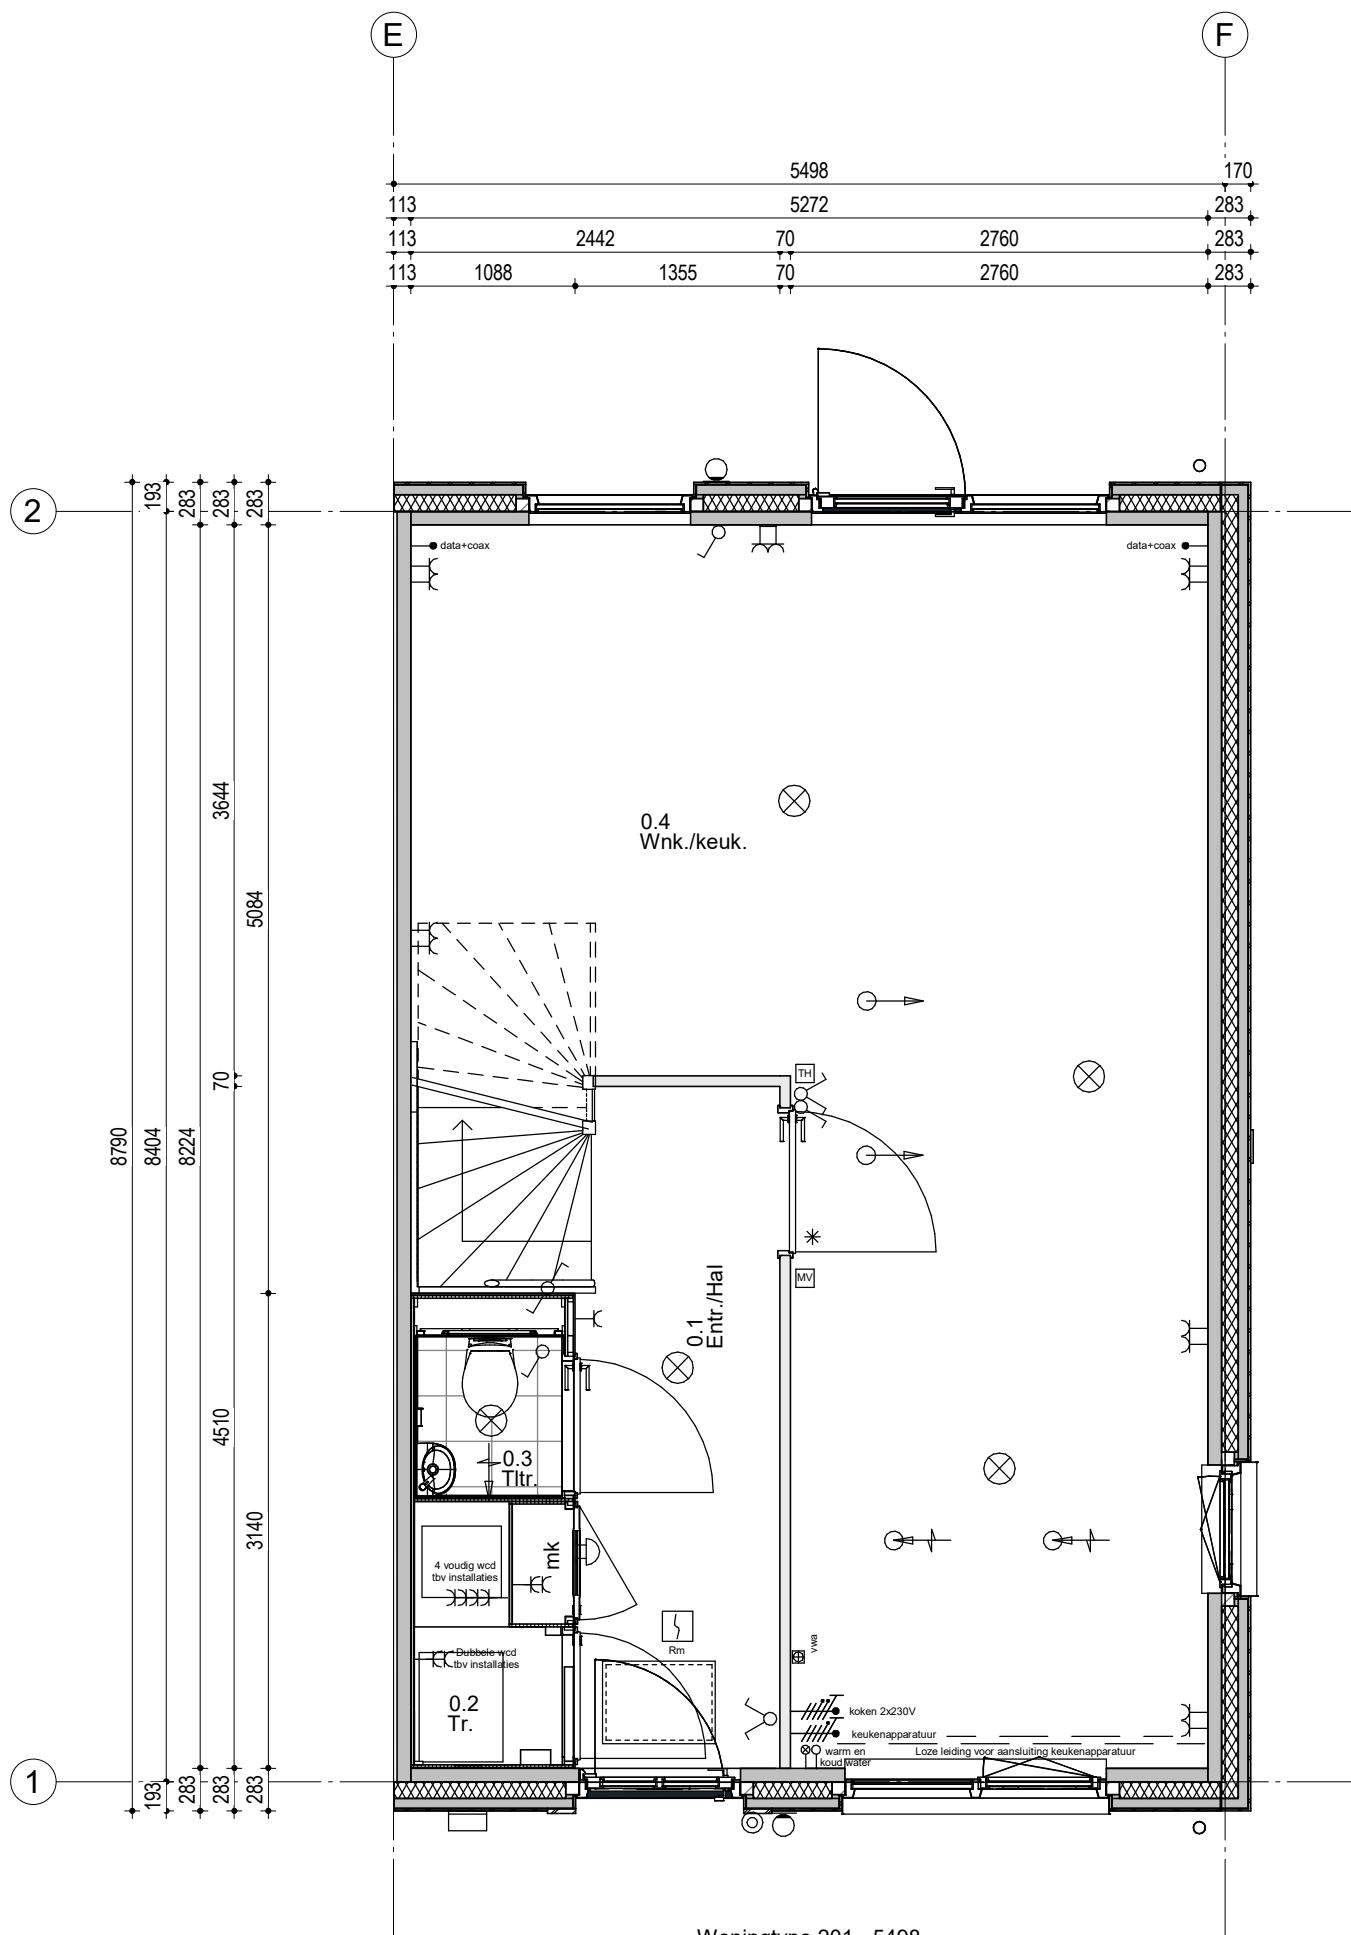 E
F
5498
170
113
5272
283
113
2442
70
2760
283
113
1088
1355
70
2760
283
2
193
283
283
283
data+coax
data+coax
3644
0.4
Wnk./keuk.
5084
70
TH
8790
8404
8224
MV
0.1
Entr./Hal
4510
0.3
Tltr.
3140
mk
4 voudig wcd
tbv installaties
Rm
vwa
Dubbele wcd
tbv installaties
0.2
Tr.
koken 2x230V
keukenapparatuur
warm en
koud water
Loze leiding voor aansluiting keukenapparatuur
1
193
283
283
283
Woningtype 201 - 5498